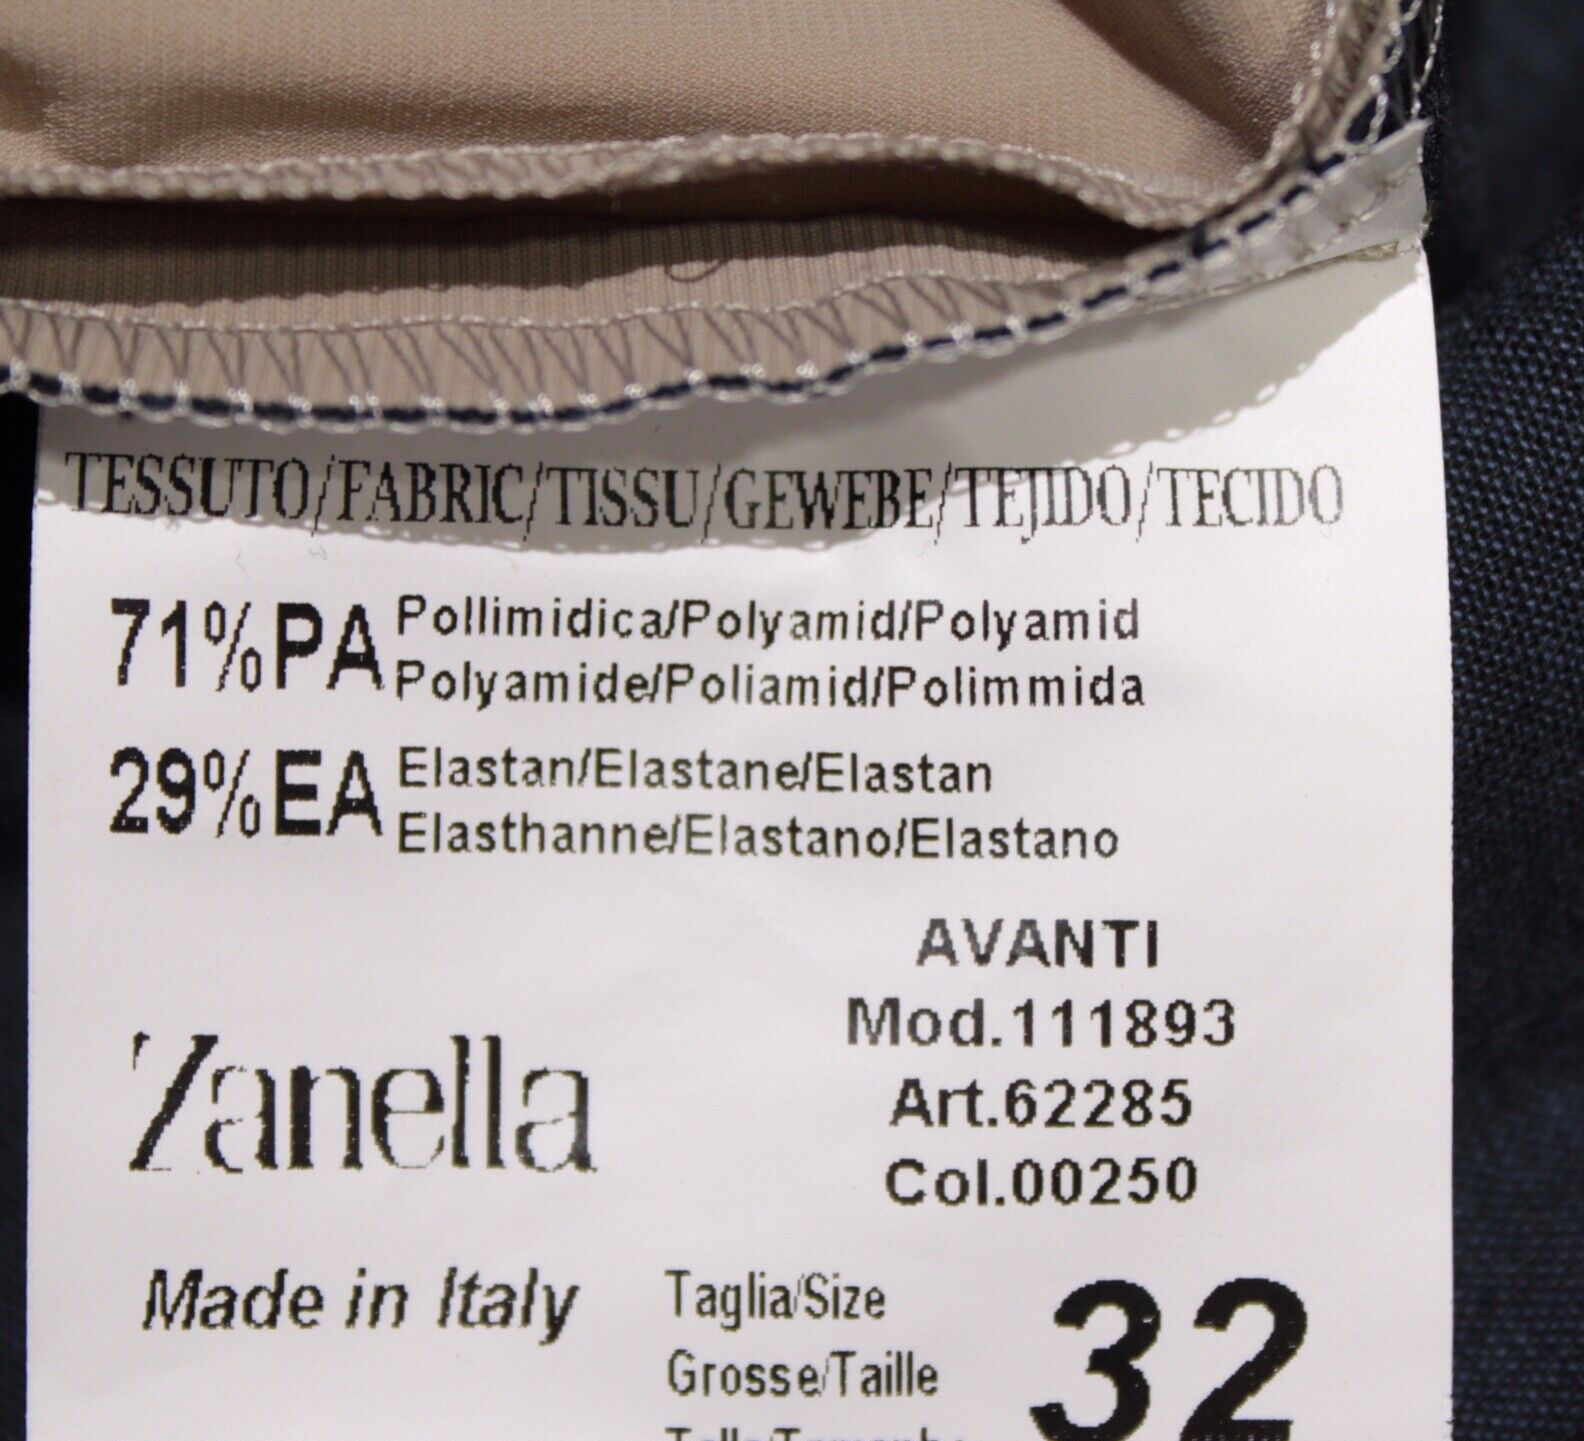 TESSUTO/FABRIC/TISSU/GEWEBE/TEJIDO/TECIDO
71%PA Pollimidica/Polyamid/Polyamid
Polyamide/Poliamid/Polimmida
29%EA Elastan/Elastane/Elastan
Elasthanne/Elastano/Elastano
AVANTI
Mod.111893
Art.62285
Col.00250
Zanella
Made in Italy
Taglia/Size
Grosse/Taille
32